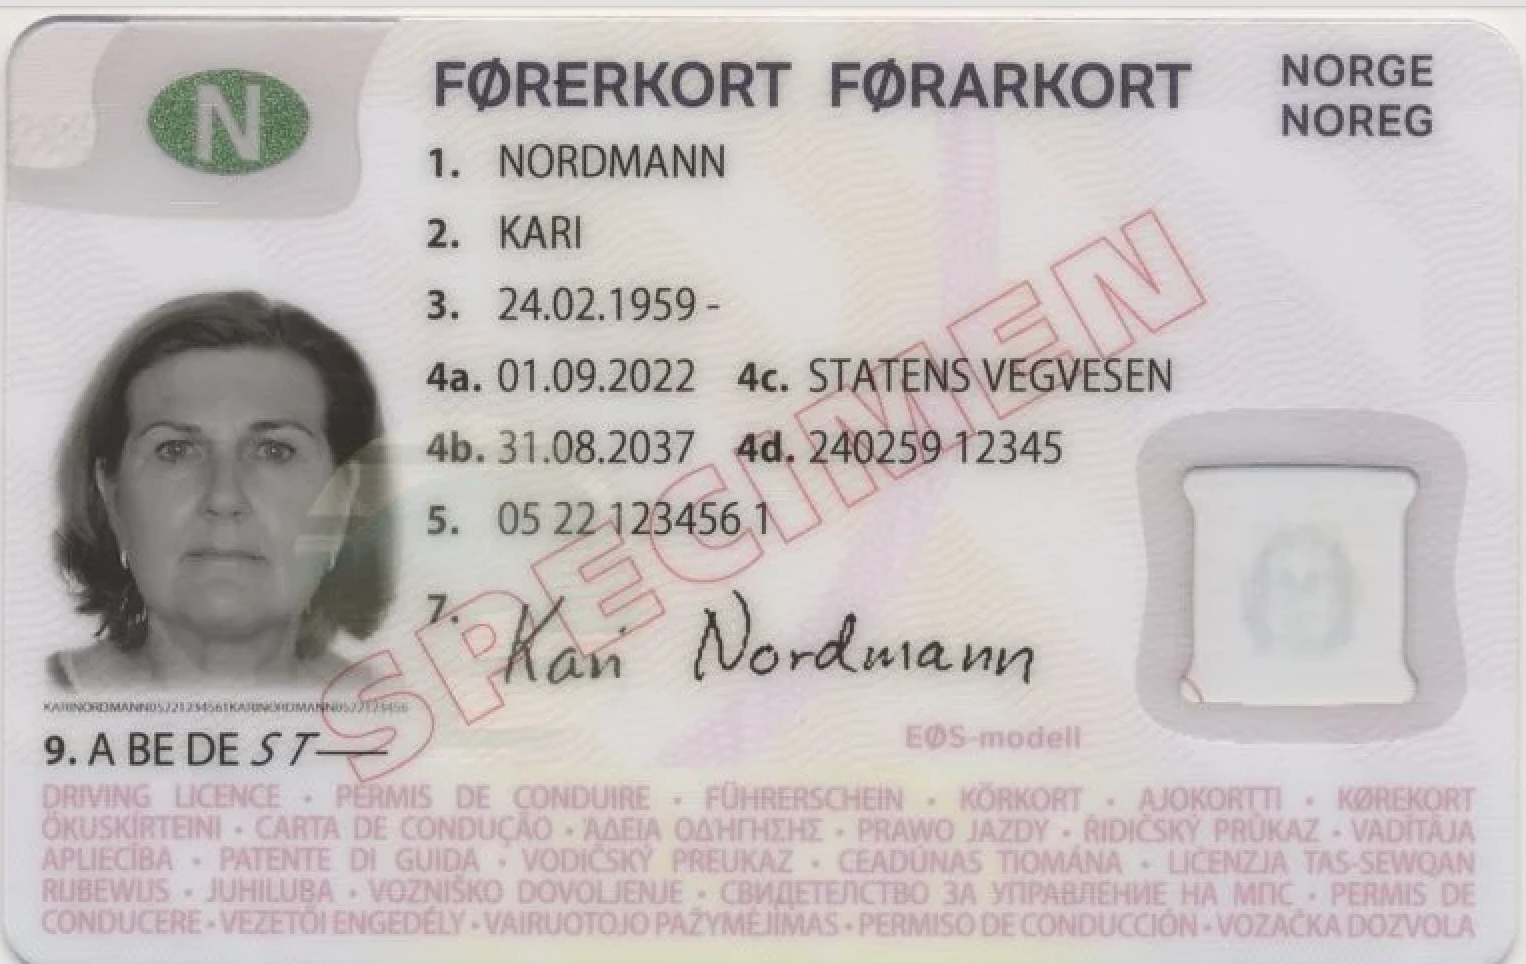 N
FØRERKORT FØRARKORT NORGE
NOREG
1. NORDMANN
2. KARI
3. 24.02.1959 -
4a. 01.09.2022 4c. STATENS VEGVESEN
4b. 31.08.2037 4d. 240259 12345
5. 05 22 123456 1
7. Kari Nordmann
SPECIMEN
KARINORDMANN05221234561KARINORDMANN0522123456
9. A BE DE S T
EØS-modell
DRIVING LICENCE · PERMIS DE CONDUIRE · FÜHRERSCHEIN · KÖRKORT · AJOKORTTI · KØREKORT
ÖKUSKÍRTEINI · CARTA DE CONDUÇÃO · ΆΔΕΙΑ ΟΔΉΓΗΣΗΣ · PRAWO JAZDY · ŘIDIČSKÝ PRŮKAZ · VADĪTĀJA
APLIECĪBA · PATENTE DI GUIDA · VODIČSKÝ PREUKAZ · CEADÚNAS TIOMÁNA · LIĊENZJA TAS-SEWQAN
RIJBEWIJS · JUHILUBA · VOZNIŠKO DOVOLJENJE · СВИДЕТЕЛСТВО ЗА УПРАВЛЕНИЕ НА МПС · PERMIS DE
CONDUCERE · VEZETŐI ENGEDÉLY · VAIRUOTOJO PAŽYMĖJIMAS · PERMISO DE CONDUCCIÓN · VOZAČKA DOZVOLA